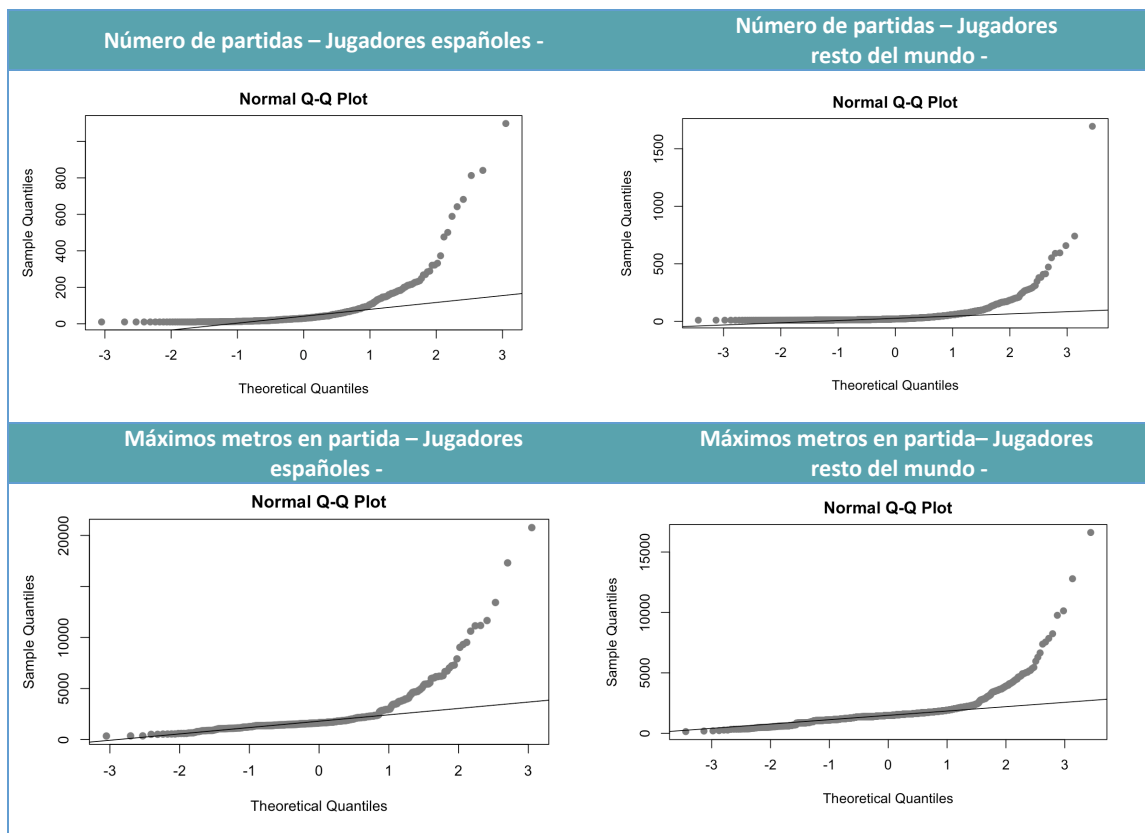 Número de partidas – Jugadores españoles -
Número de partidas – Jugadores
resto del mundo -
Normal Q-Q Plot
Sample Quantiles
800
600
400
200
0
-3 -2 -1 0 1 2 3
Theoretical Quantiles
Normal Q-Q Plot
Sample Quantiles
1500
1000
500
0
-3 -2 -1 0 1 2 3
Theoretical Quantiles
Máximos metros en partida – Jugadores
españoles -
Máximos metros en partida– Jugadores
resto del mundo -
Normal Q-Q Plot
Sample Quantiles
20000
10000
5000
0
-3 -2 -1 0 1 2 3
Theoretical Quantiles
Normal Q-Q Plot
Sample Quantiles
15000
10000
5000
0
-3 -2 -1 0 1 2 3
Theoretical Quantiles